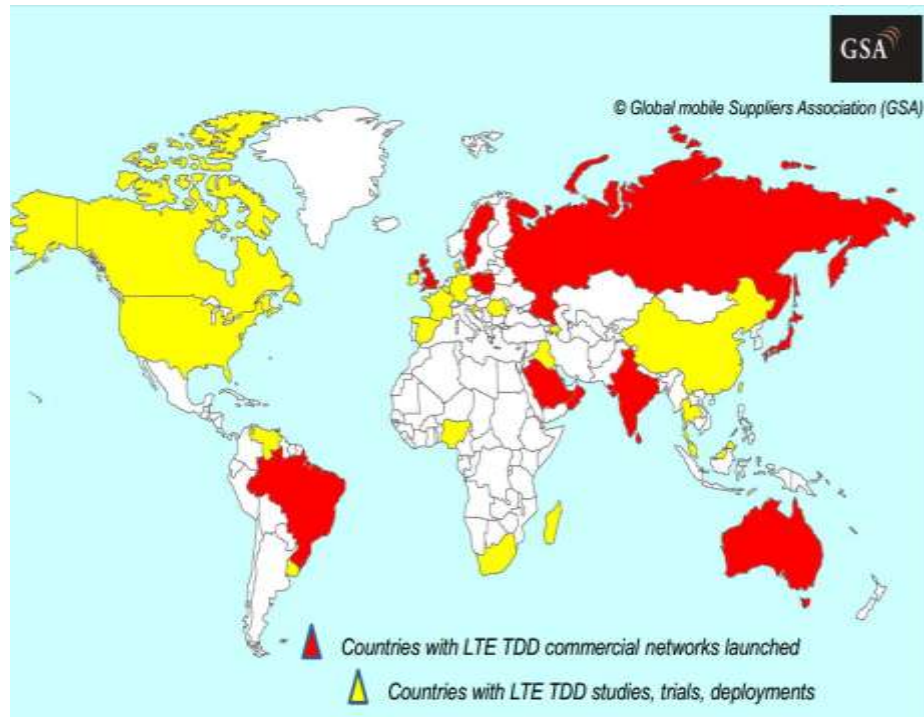 GSA
© Global mobile Suppliers Association (GSA)
Countries with LTE TDD commercial networks launched
Countries with LTE TDD studies, trials, deployments